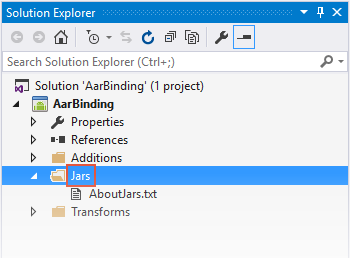 Solution Explorer
Search Solution Explorer (Ctrl+;)
Solution 'AarBinding' (1 project)
AarBinding
Properties
References
Additions
Jars
AboutJars.txt
Transforms